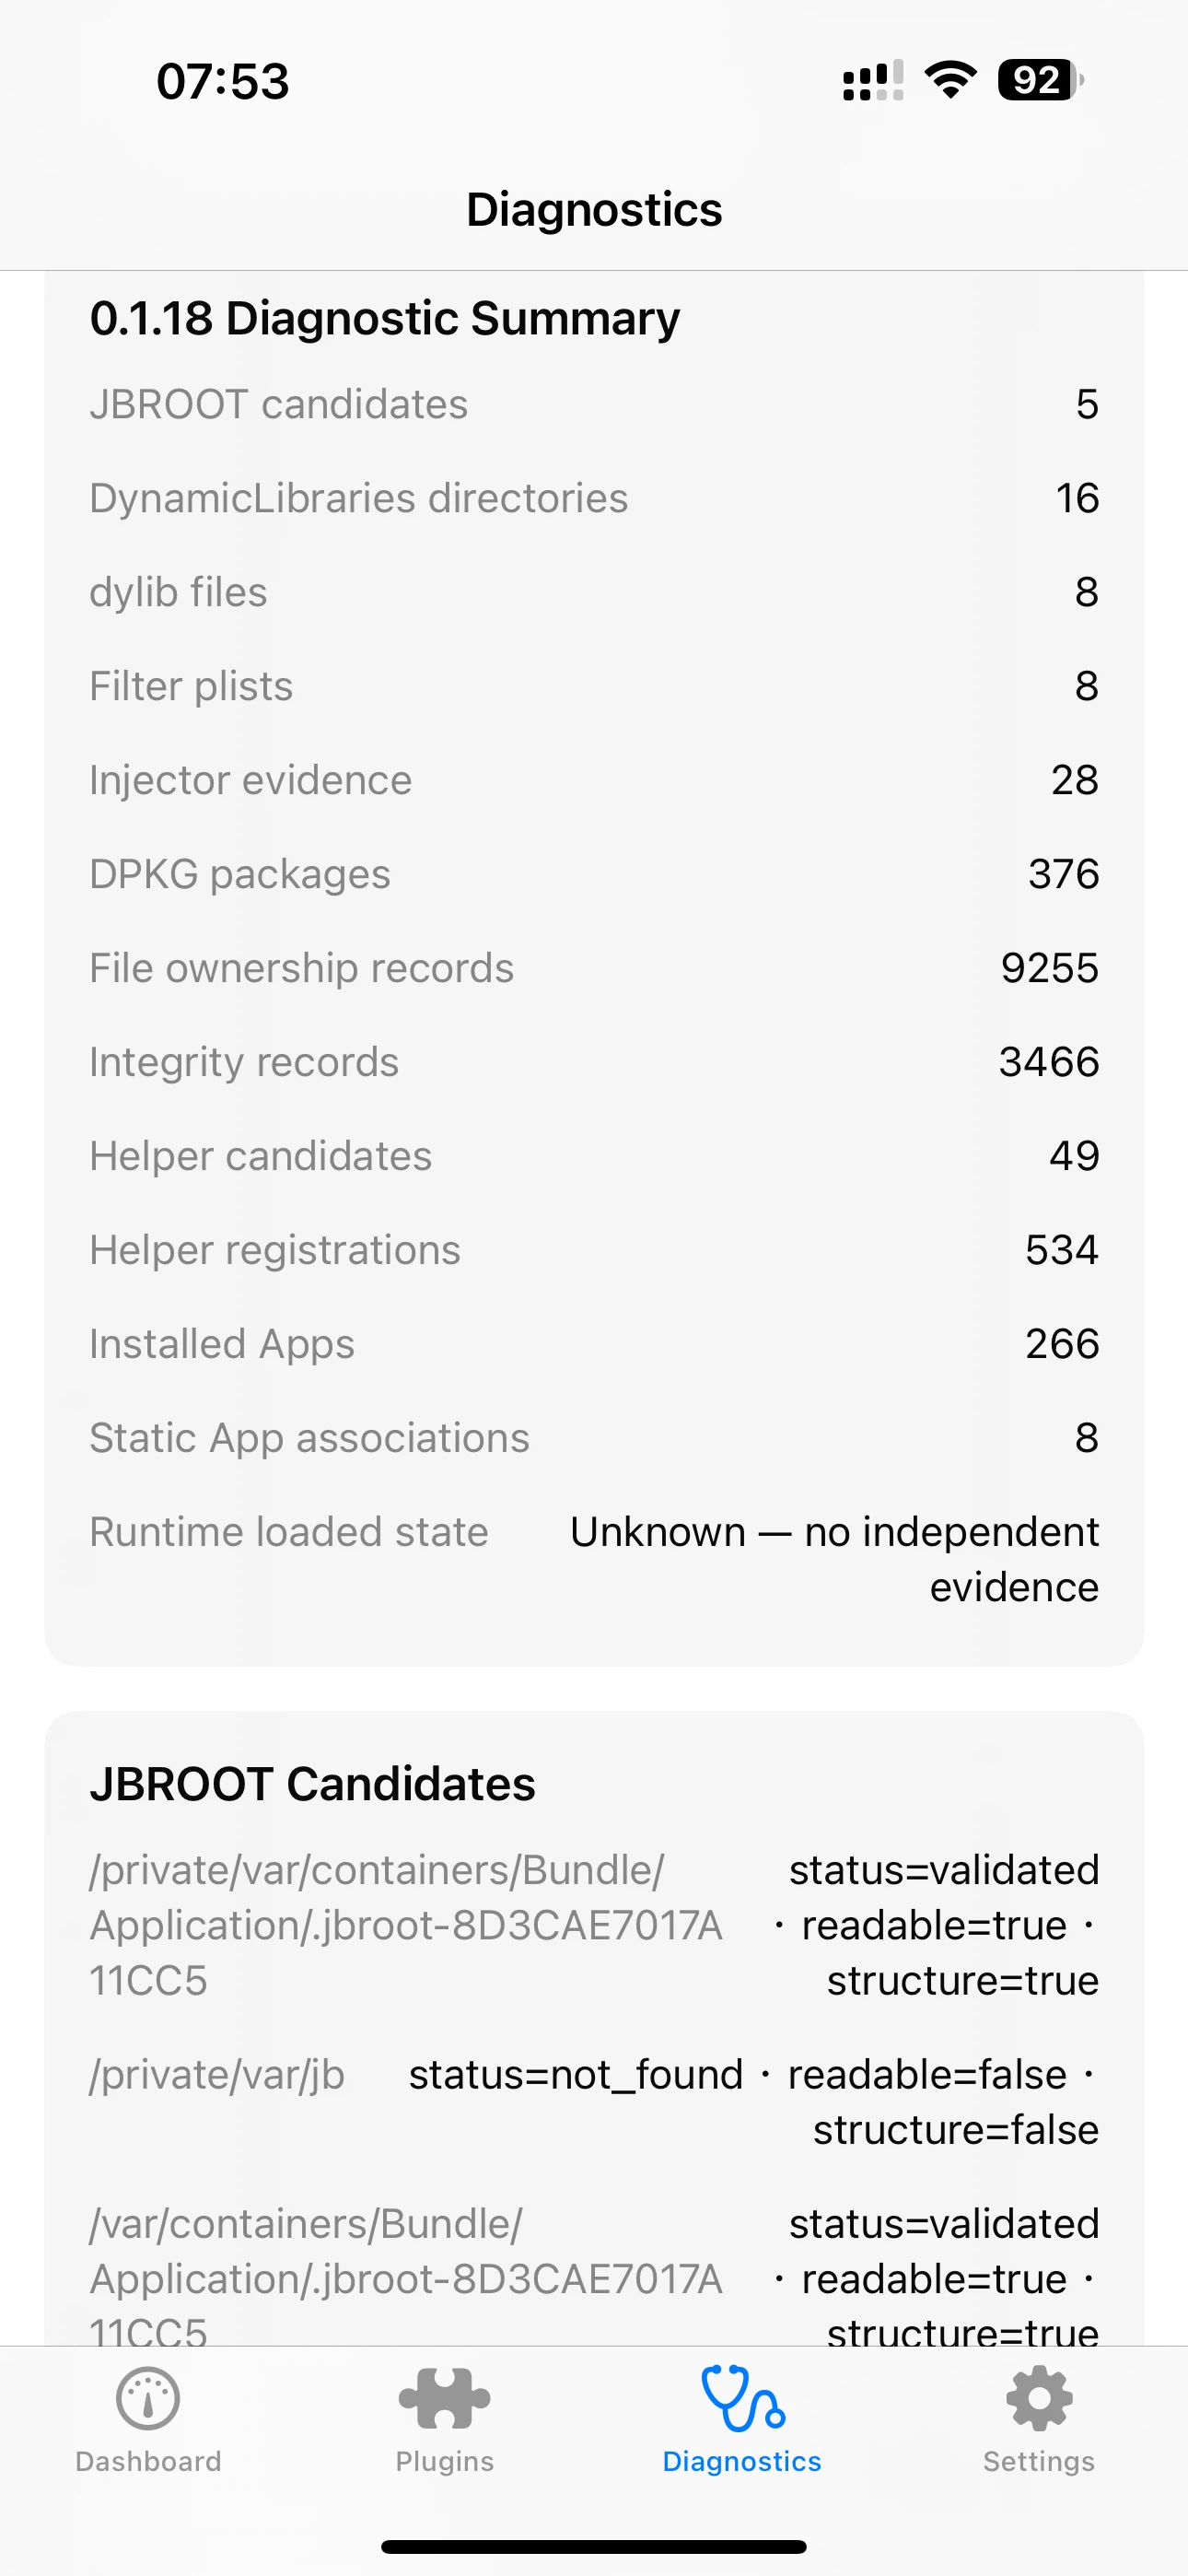 07:53
92
Diagnostics
0.1.18 Diagnostic Summary
JBROOT candidates 5
DynamicLibraries directories 16
dylib files 8
Filter plists 8
Injector evidence 28
DPKG packages 376
File ownership records 9255
Integrity records 3466
Helper candidates 49
Helper registrations 534
Installed Apps 266
Static App associations 8
Runtime loaded state Unknown — no independent
evidence
JBROOT Candidates
/private/var/containers/Bundle/ status=validated
Application/.jbroot-8D3CAE7017A · readable=true ·
11CC5 structure=true
/private/var/jb status=not_found · readable=false ·
structure=false
/var/containers/Bundle/ status=validated
Application/.jbroot-8D3CAE7017A · readable=true ·
11CC5 structure=true
Dashboard Plugins Diagnostics Settings